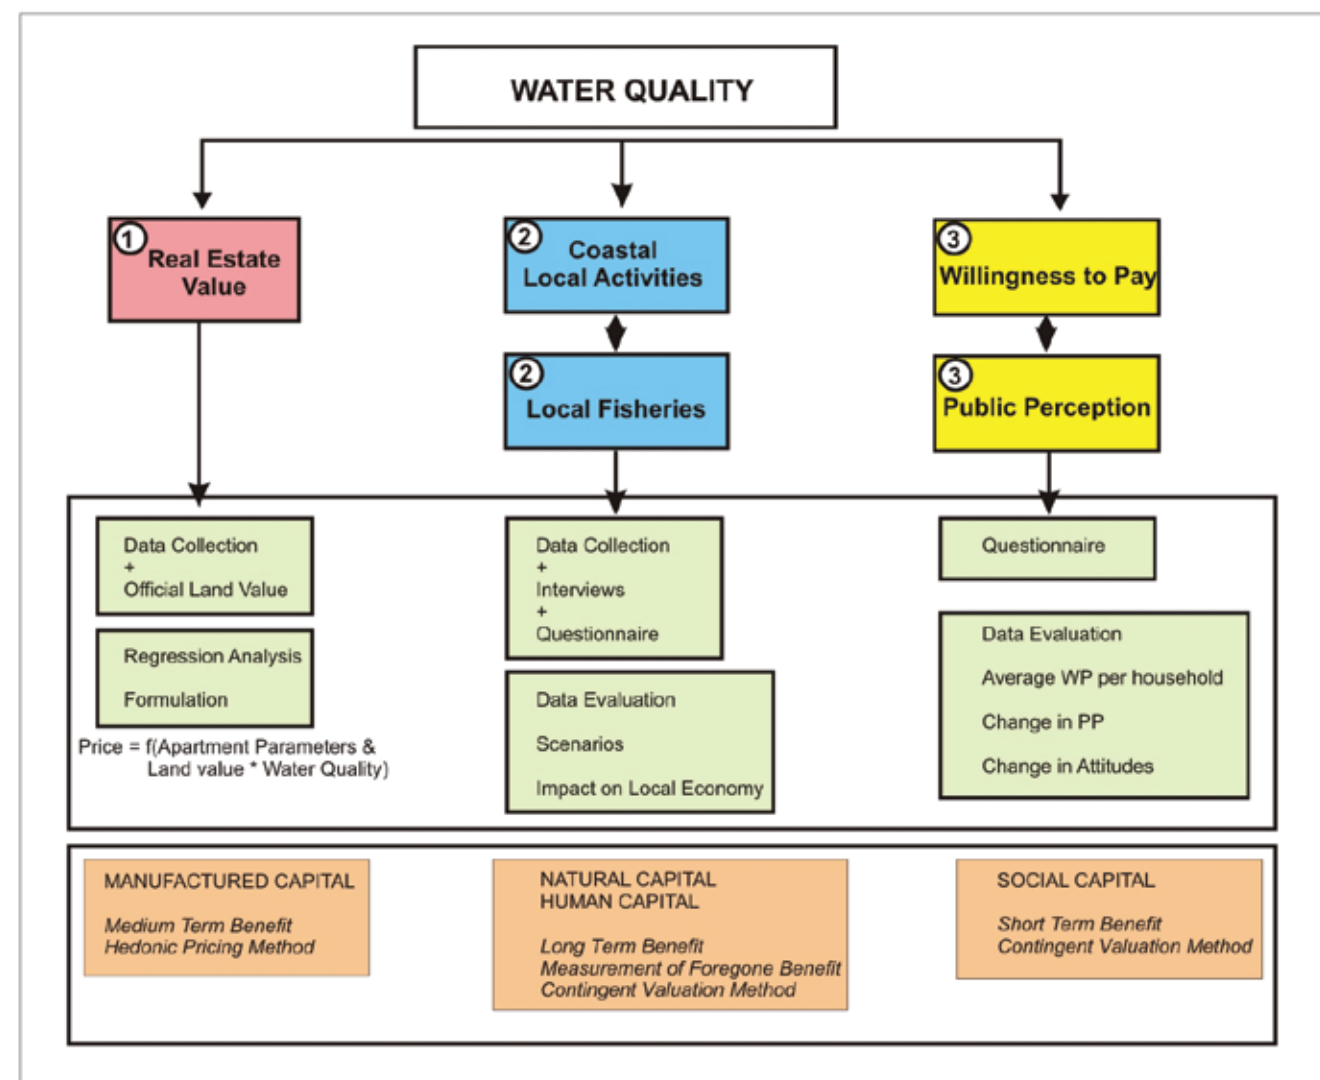 WATER QUALITY
1
Real Estate
Value
2
Coastal
Local Activities
3
Willingness to Pay
2
Local Fisheries
3
Public Perception
Data Collection
+
Official Land Value
Regression Analysis
Formulation
Price = f(Apartment Parameters &
Land value * Water Quality)
Data Collection
+
Interviews
+
Questionnaire
Data Evaluation
Scenarios
Impact on Local Economy
Questionnaire
Data Evaluation
Average WP per household
Change in PP
Change in Attitudes
MANUFACTURED CAPITAL
Medium Term Benefit
Hedonic Pricing Method
NATURAL CAPITAL
HUMAN CAPITAL
Long Term Benefit
Measurement of Foregone Benefit
Contingent Valuation Method
SOCIAL CAPITAL
Short Term Benefit
Contingent Valuation Method